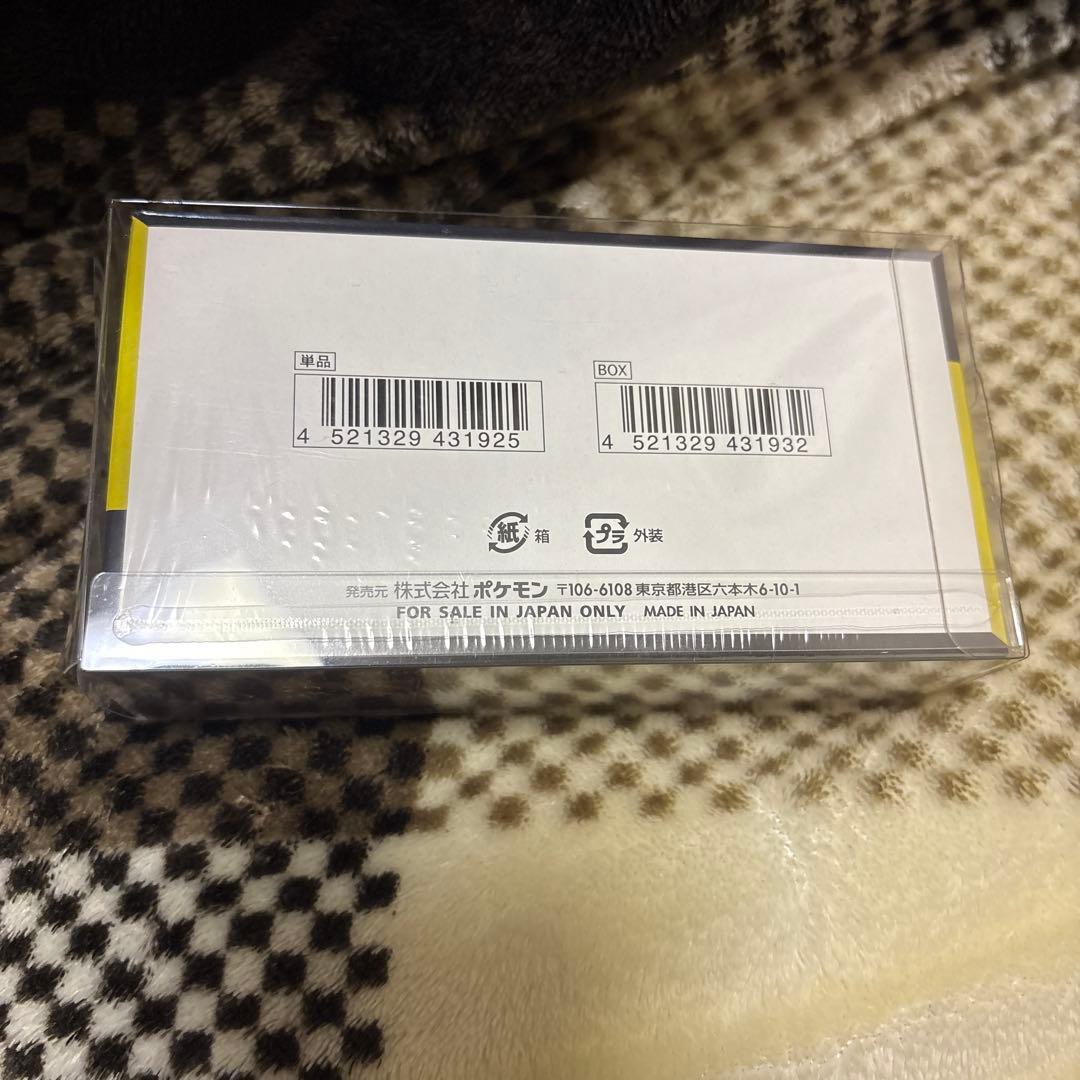 単品
4 521329 431925
BOX
4 521329 431932
紙 箱
プラ 外装
発売元 株式会社 ポケモン 〒106-6108 東京都港区六本木6-10-1
FOR SALE IN JAPAN ONLY MADE IN JAPAN